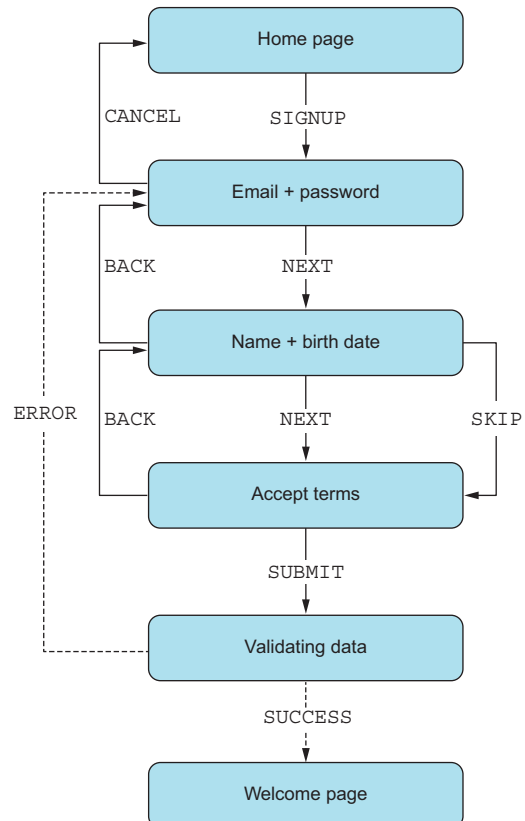 Home page
CANCEL
SIGNUP
Email + password
BACK
NEXT
Name + birth date
ERROR
BACK
NEXT
SKIP
Accept terms
SUBMIT
Validating data
SUCCESS
Welcome page